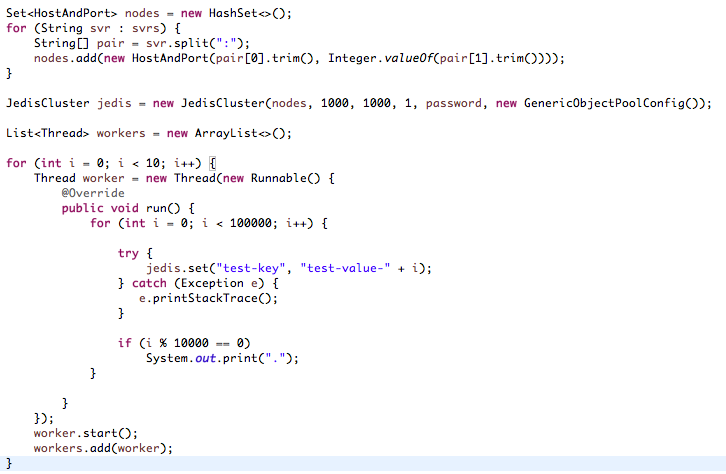 Set<HostAndPort> nodes = new HashSet<>();
for (String svr : svrs) {
    String[] pair = svr.split(":");
    nodes.add(new HostAndPort(pair[0].trim(), Integer.valueOf(pair[1].trim())));
}

JedisCluster jedis = new JedisCluster(nodes, 1000, 1000, 1, password, new GenericObjectPoolConfig());

List<Thread> workers = new ArrayList<>();

for (int i = 0; i < 10; i++) {
    Thread worker = new Thread(new Runnable() {
        @Override
        public void run() {
            for (int i = 0; i < 100000; i++) {

                try {
                    jedis.set("test-key", "test-value-" + i);
                } catch (Exception e) {
                   e.printStackTrace();
                }

                if (i % 10000 == 0)
                    System.out.print(".");
            }

        }
    });
    worker.start();
    workers.add(worker);
}